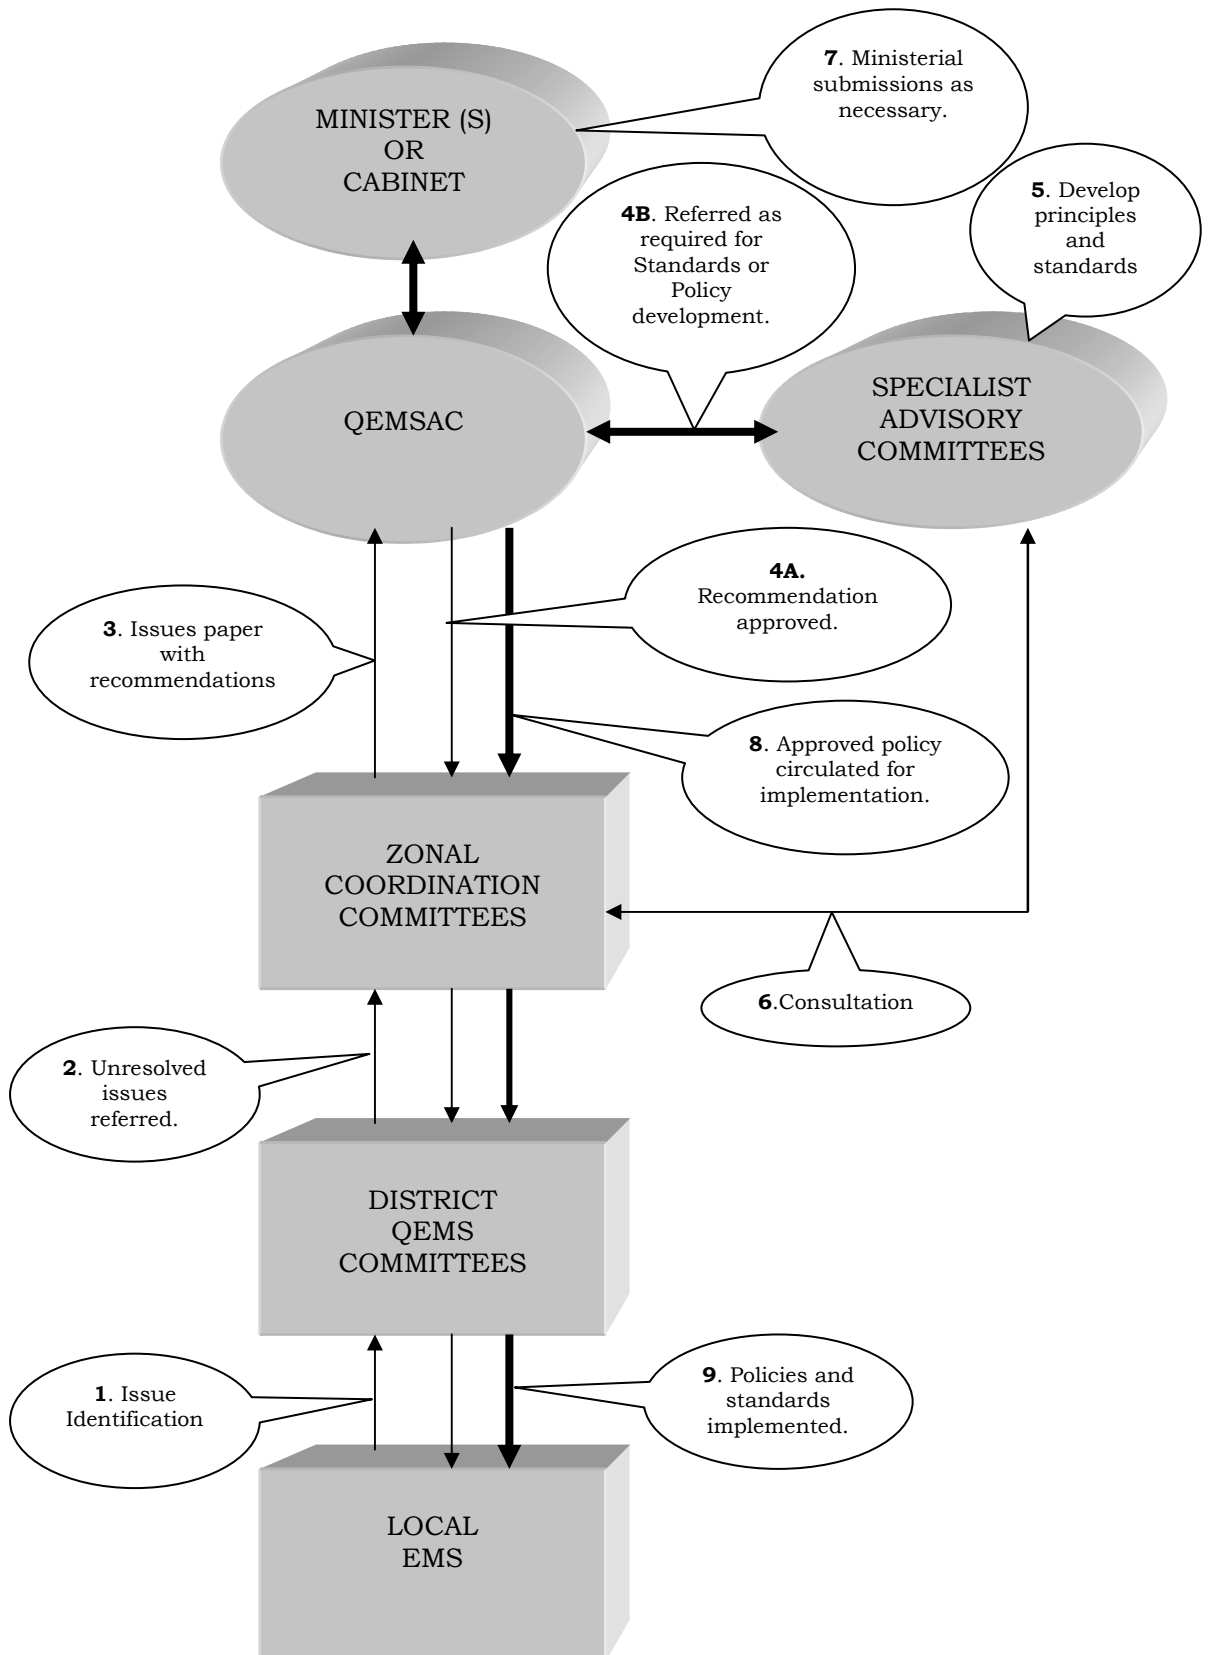 MINISTER (S)
OR
CABINET
7. Ministerial
submissions as
necessary.
4B. Referred as
required for
Standards or
Policy
development.
5. Develop
principles
and
standards
QEMSAC
SPECIALIST
ADVISORY
COMMITTEES
4A.
Recommendation
approved.
3. Issues paper
with
recommendations
8. Approved policy
circulated for
implementation.
ZONAL
COORDINATION
COMMITTEES
6.Consultation
2. Unresolved
issues
referred.
DISTRICT
QEMS
COMMITTEES
1. Issue
Identification
9. Policies and
standards
implemented.
LOCAL
EMS